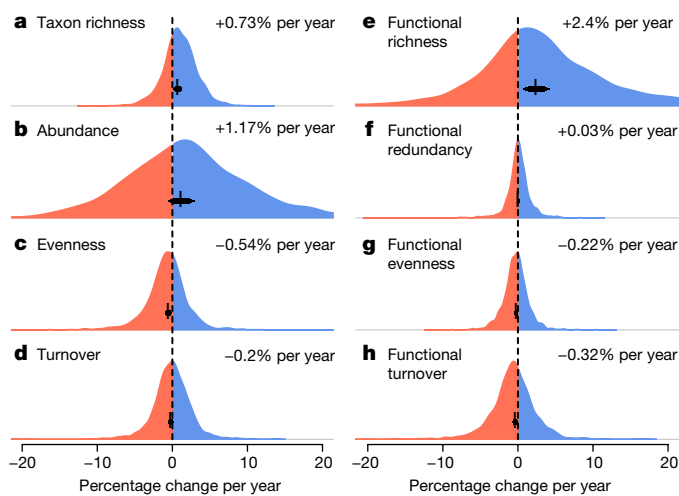 a Taxon richness +0.73% per year
b Abundance +1.17% per year
c Evenness −0.54% per year
d Turnover −0.2% per year
−20 −10 0 10 20
Percentage change per year
e Functional +2.4% per year
richness
f Functional +0.03% per year
redundancy
g Functional −0.22% per year
evenness
h Functional −0.32% per year
turnover
−20 −10 0 10 20
Percentage change per year